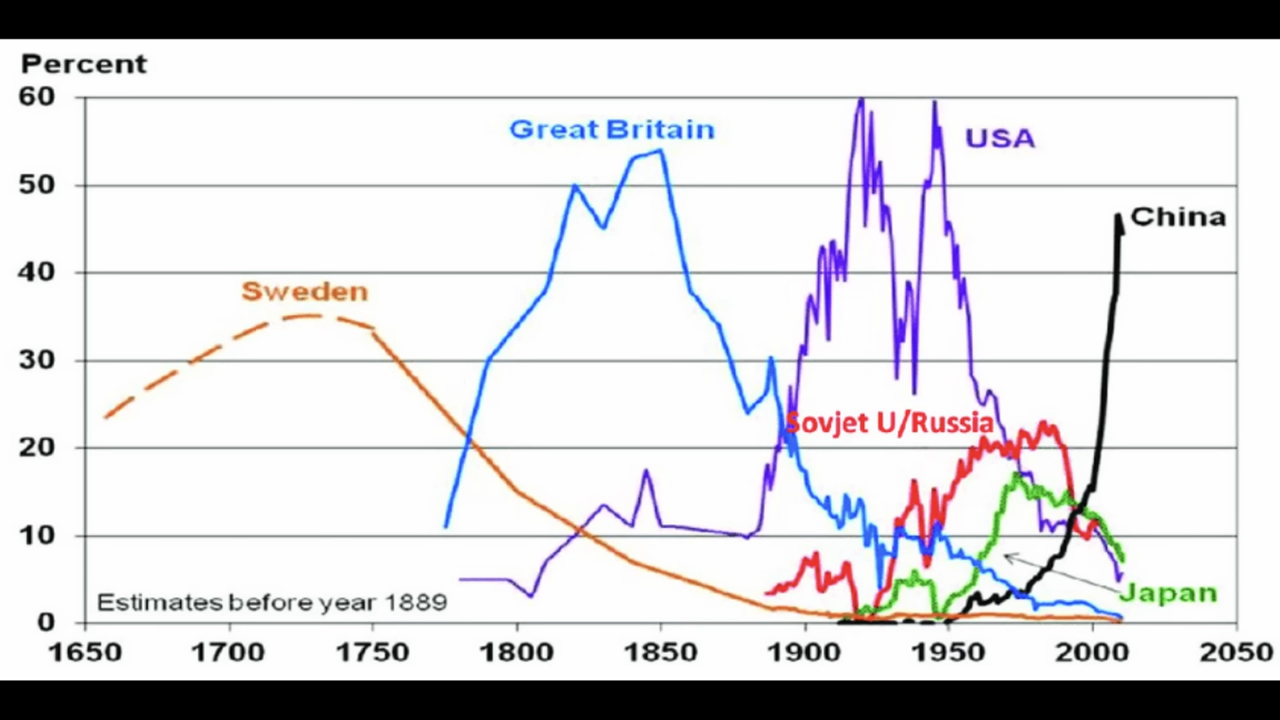 Percent
60
Great Britain
USA
50
China
40
Sweden
30
Sovjet U/Russia
20
10
Japan
Estimates before year 1889
0
1650 1700 1750 1800 1850 1900 1950 2000 2050